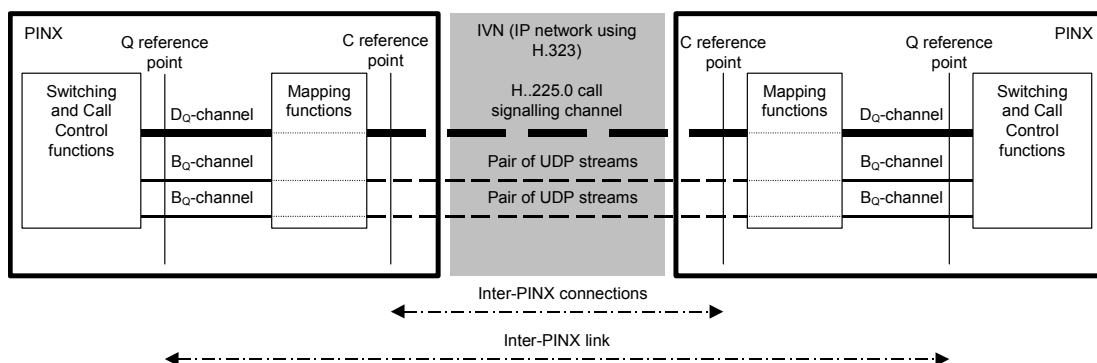 PINX
Q reference
point
C reference
point
IVN (IP network using
H.323)
C reference
point
Q reference
point
PINX
Switching
and Call
Control
functions
Mapping
functions
H..225.0 call
signalling channel
Mapping
functions
Switching
and Call
Control
functions
DQ-channel
DQ-channel
BQ-channel
Pair of UDP streams
BQ-channel
BQ-channel
Pair of UDP streams
BQ-channel
Inter-PINX connections
Inter-PINX link